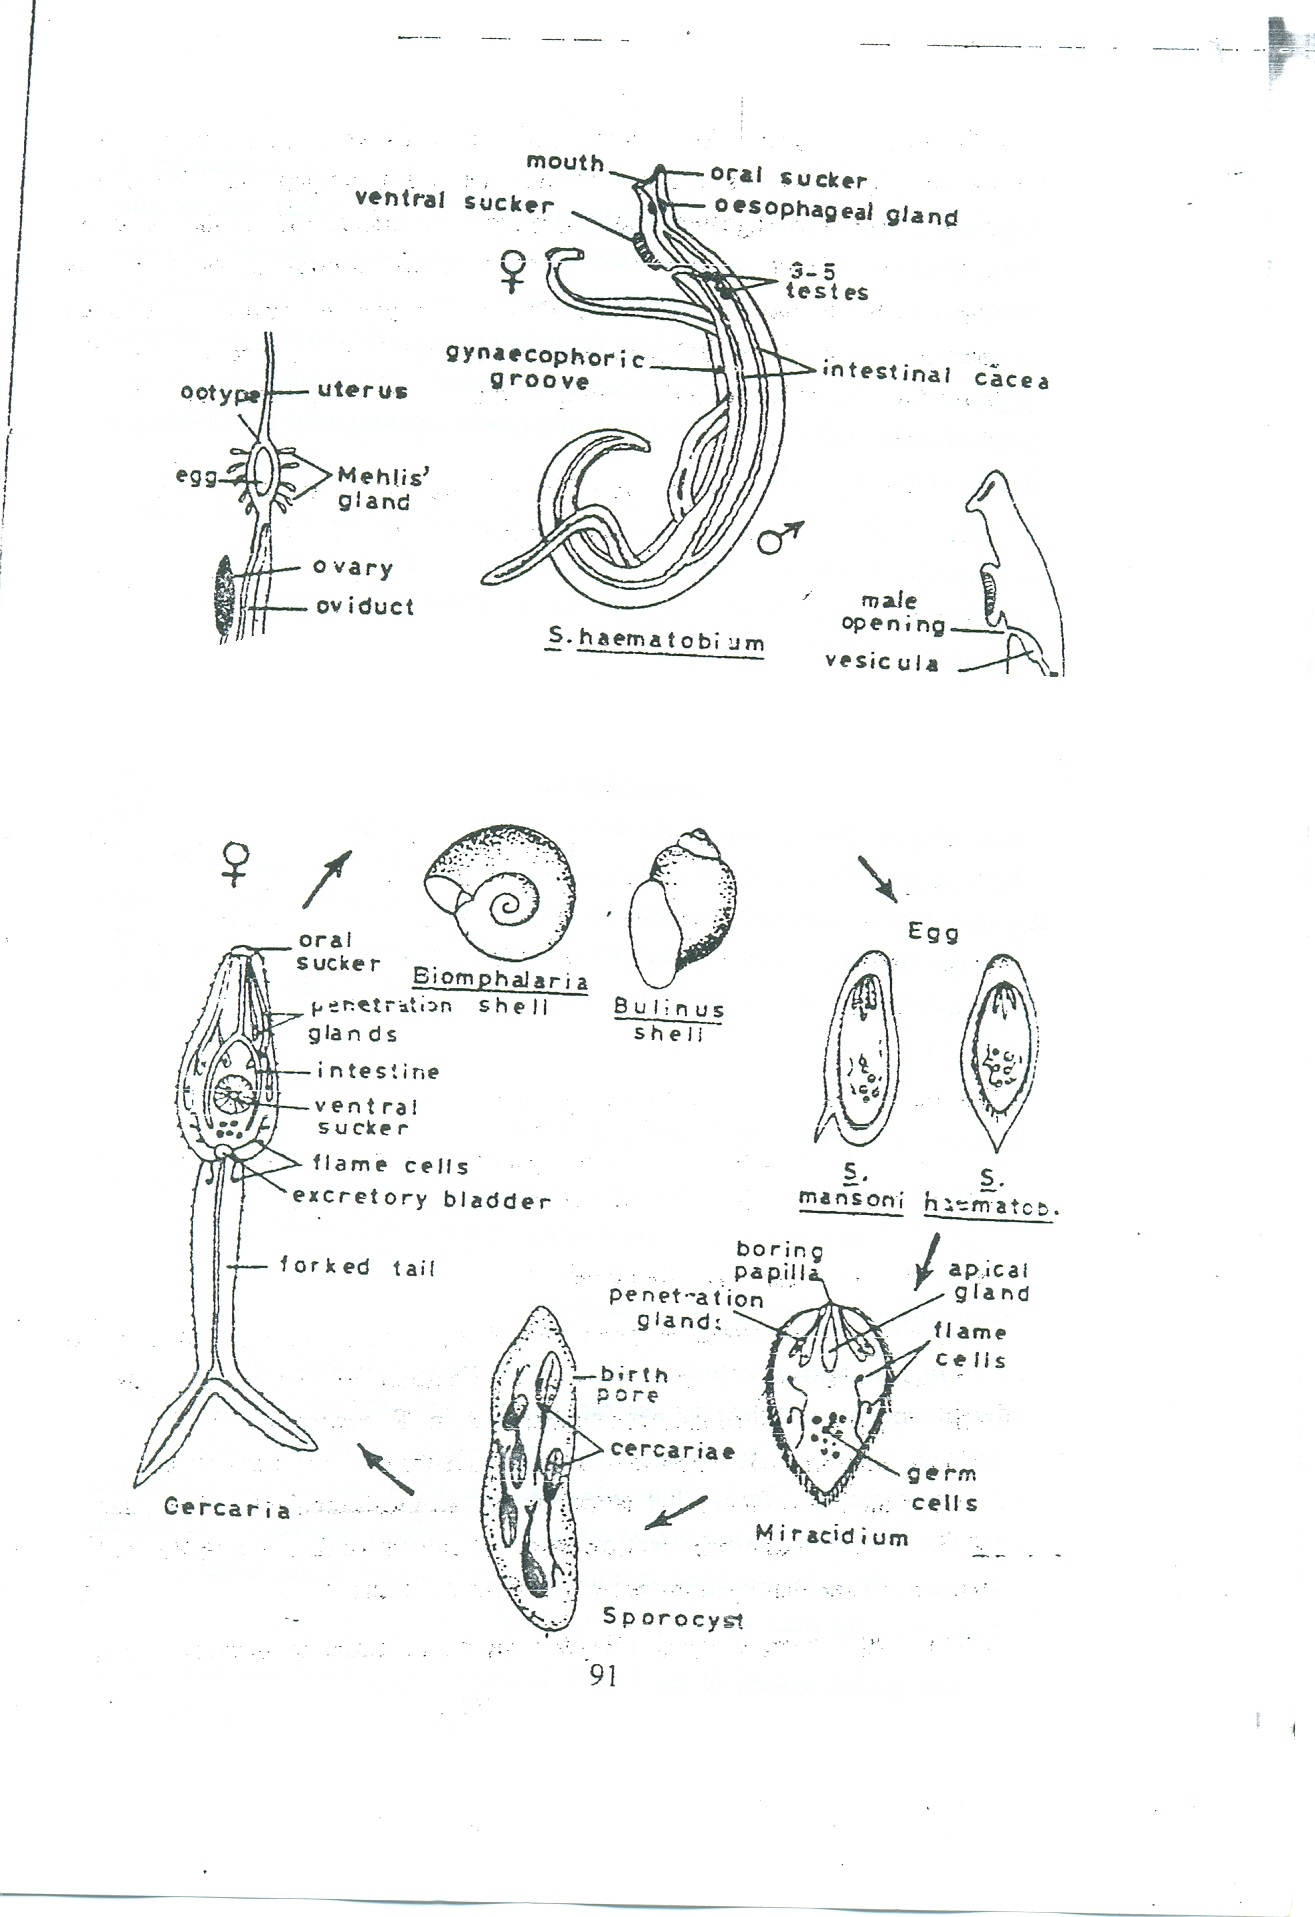 mouth
oral sucker
ventral sucker
oesophageal gland
♀
3-5
testes
gynaecophoric
groove
intestinal cacea
ootype
uterus
egg
Mehlis'
gland
♂
ovary
oviduct
male
opening
vesicula
S. haematobium
♀
Biomphalaria
shell
Bulinus
shell
Egg
oral
sucker
penetration
glands
intestine
ventral
sucker
flame cells
excretory bladder
forked tail
Cercaria
S.
mansoni
S.
haematob.
boring
papilla
penetration
glands
apical
gland
flame
cells
germ
cells
Miracidium
birth
pore
cercariae
Sporocyst
91